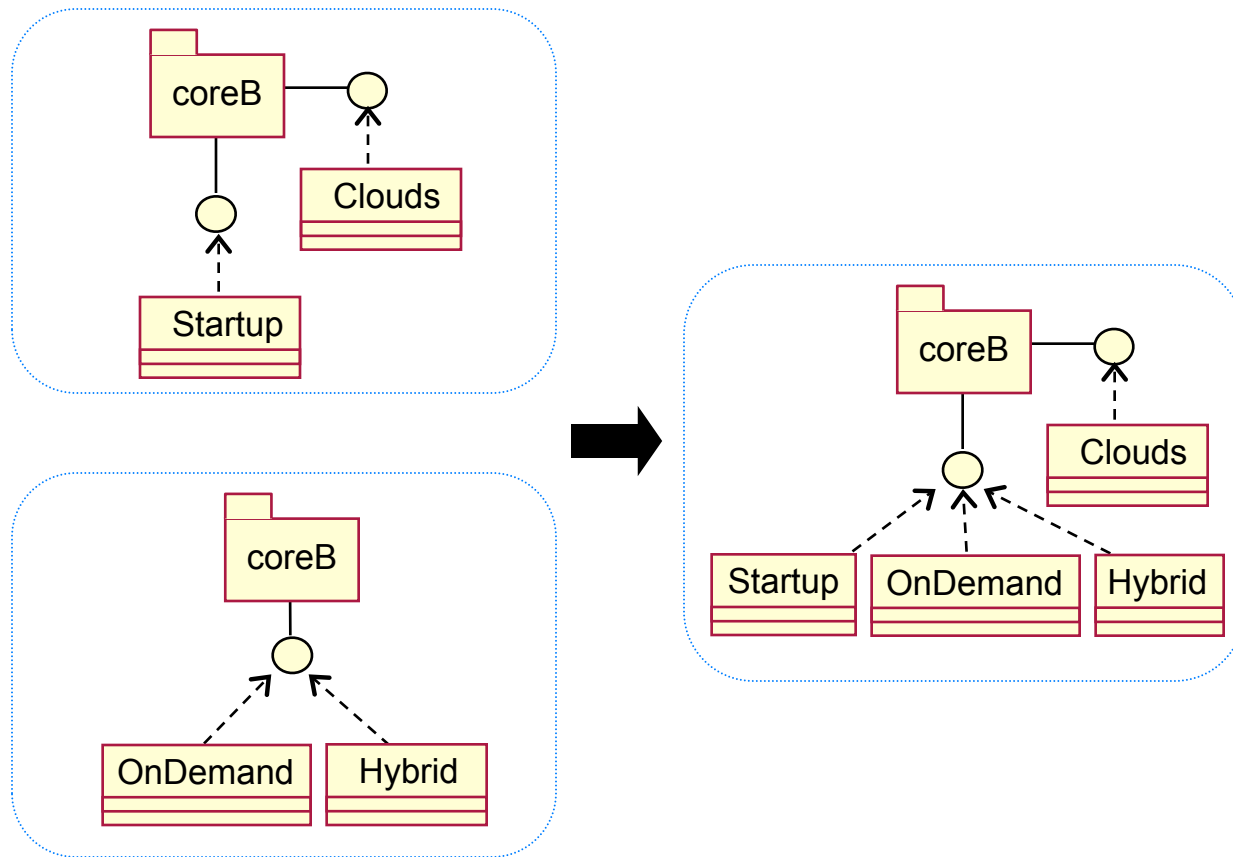 coreB
Clouds
Startup
coreB
OnDemand
Hybrid
coreB
Clouds
Startup
OnDemand
Hybrid